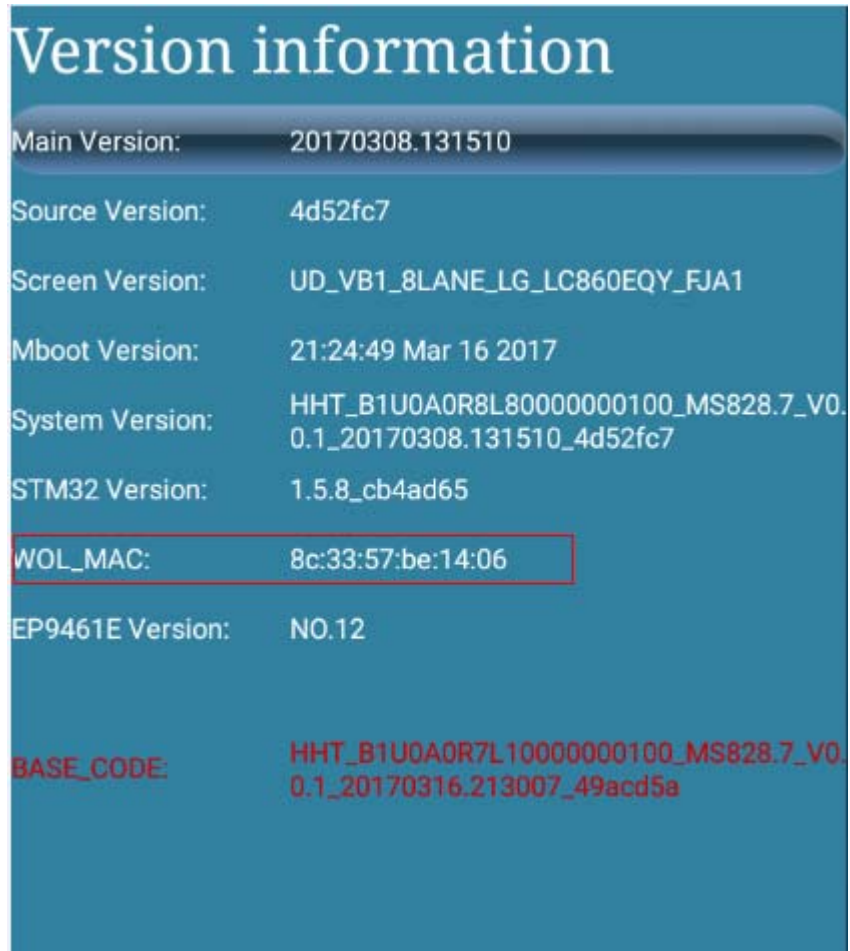 Version information
Main Version: 20170308.131510
Source Version: 4d52fc7
Screen Version: UD_VB1_8LANE_LG_LC860EQY_FJA1
Mboot Version: 21:24:49 Mar 16 2017
System Version: HHT_B1U0A0R8L80000000100_MS828.7_V0.
0.1_20170308.131510_4d52fc7
STM32 Version: 1.5.8_cb4ad65
WOL_MAC: 8c:33:57:be:14:06
EP9461E Version: NO.12
BASE_CODE: HHT_B1U0A0R7L10000000100_MS828.7_V0.
0.1_20170316.213007_49acd5a